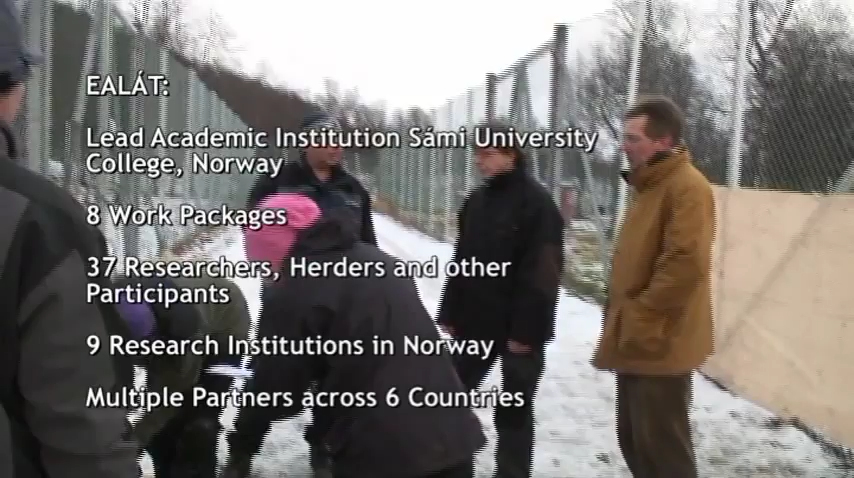 EALÁT:
Lead Academic Institution Sámi University
College, Norway
8 Work Packages
37 Researchers, Herders and other
Participants
9 Research Institutions in Norway
Multiple Partners across 6 Countries